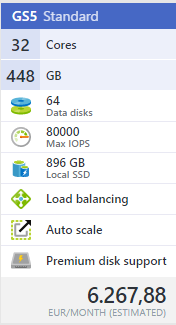 GS5 Standard
32 Cores
448 GB
64
Data disks
80000
Max IOPS
896 GB
Local SSD
Load balancing
Auto scale
Premium disk support
6.267,88
EUR/MONTH (ESTIMATED)